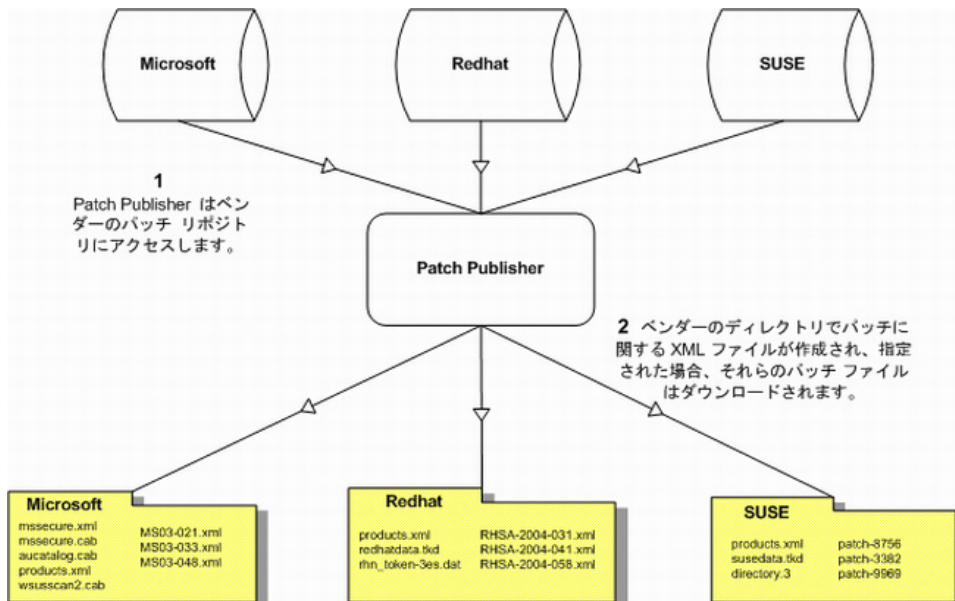 Microsoft
Redhat
SUSE
1
Patch Publisher はベン
ダーのパッチ リポジト
リにアクセスします。
Patch Publisher
2 ベンダーのディレクトリでパッチに
関する XML ファイルが作成され、指定
された場合、それらのパッチ ファイル
はダウンロードされます。
Microsoft
mssecure.xml
mssecure.cab
aucatalog.cab
products.xml
wsusscan2.cab
MS03-021.xml
MS03-033.xml
MS03-048.xml
Redhat
products.xml
redhatdata.tkd
rhn_token-3es.dat
RHSA-2004-031.xml
RHSA-2004-041.xml
RHSA-2004-058.xml
SUSE
products.xml
susedata.tkd
directory.3
patch-8756
patch-3382
patch-9969